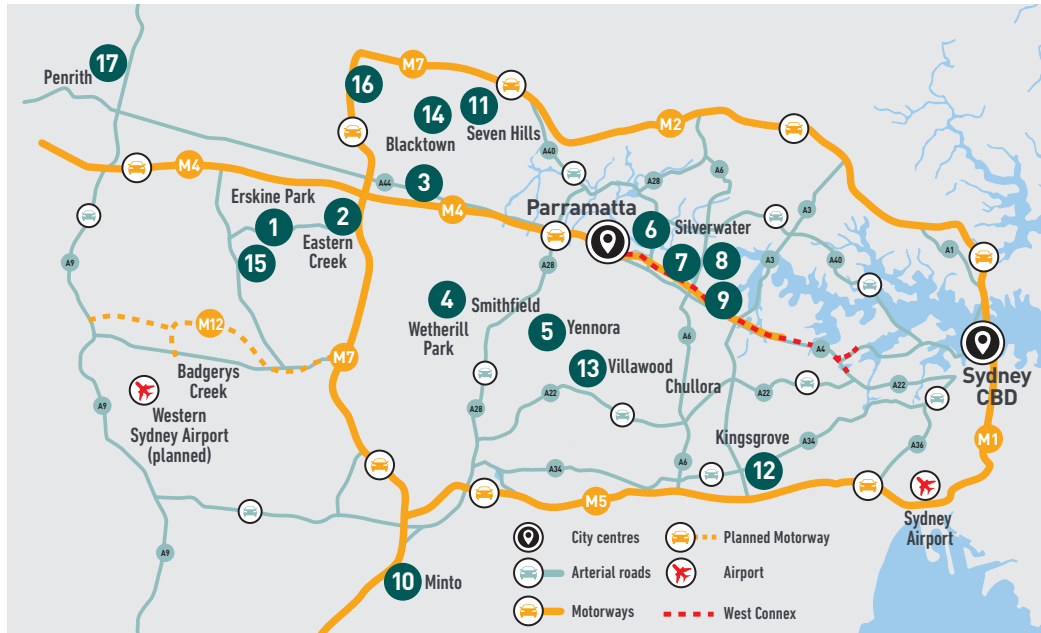 17
Penrith
M7
16
11
Seven Hills
14
Blacktown
M2
A40
A28
A6
A3
M4
A44
3
M4
Erskine Park
1
2
Eastern
Creek
15
Parramatta
6
Silverwater
7
8
9
A3
A40
A1
A9
A28
4
Smithfield
Wetherill
Park
5
Yennora
13
Villawood
A6
Chullora
A4
Sydney
CBD
M12
Badgerys
Creek
M7
Western
Sydney Airport
(planned)
A9
A28
A22
A22
A22
Kingsgrove
12
A34
A36
M1
A34
A6
M5
Sydney
Airport
A9
10
Minto
City centres
Planned Motorway
Arterial roads
Airport
Motorways
West Connex